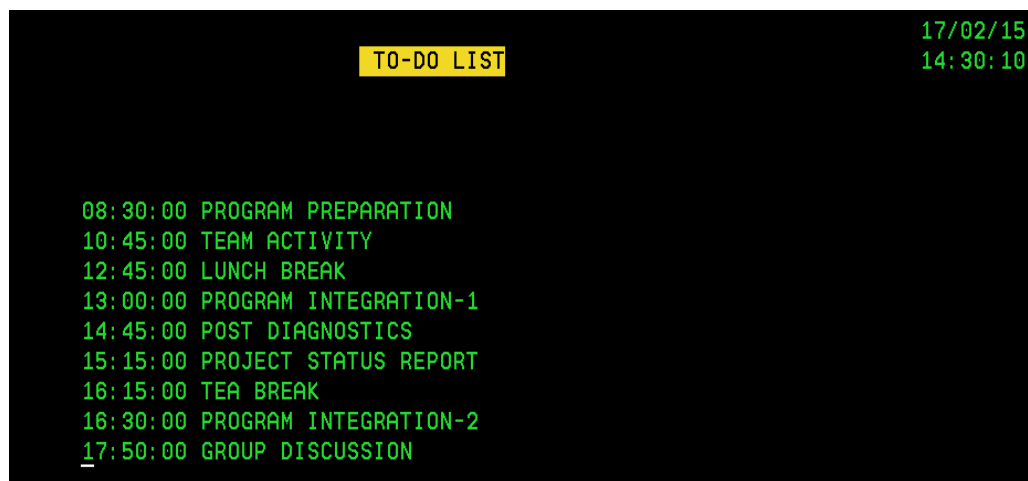 17/02/15
TO-DO LIST
14:30:10
08:30:00 PROGRAM PREPARATION
10:45:00 TEAM ACTIVITY
12:45:00 LUNCH BREAK
13:00:00 PROGRAM INTEGRATION-1
14:45:00 POST DIAGNOSTICS
15:15:00 PROJECT STATUS REPORT
16:15:00 TEA BREAK
16:30:00 PROGRAM INTEGRATION-2
17:50:00 GROUP DISCUSSION